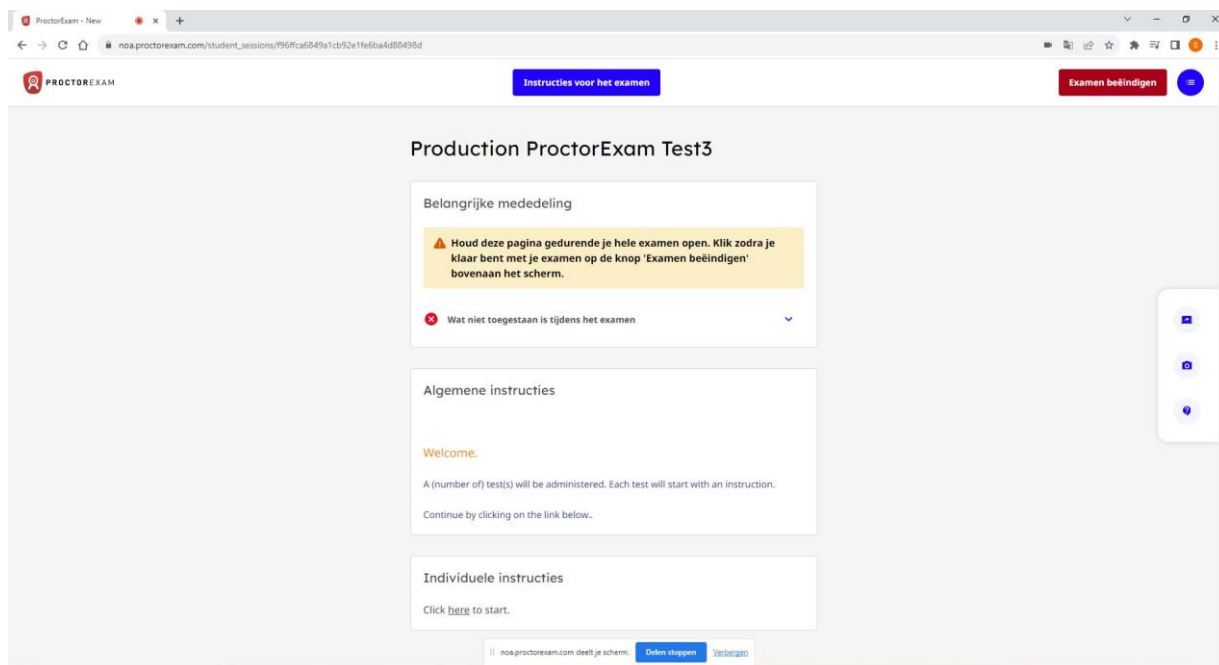 ProctorExam - New
noa.proctorexam.com/student_sessions/f96ffca6849a1cb92e1fe6ba4d88498d
S
PROCTOREXAM
Instructies voor het examen
Examen beëindigen
Production ProctorExam Test3
Belangrijke mededeling
Houd deze pagina gedurende je hele examen open. Klik zodra je
klaar bent met je examen op de knop 'Examen beëindigen'
bovenaan het scherm.
Wat niet toegestaan is tijdens het examen
Algemene instructies
Welcome.
A (number of) test(s) will be administered. Each test will start with an instruction.
Continue by clicking on the link below..
Individuele instructies
Click here to start.
noa.proctorexam.com deelt je scherm.
Delen stoppen
Verbergen